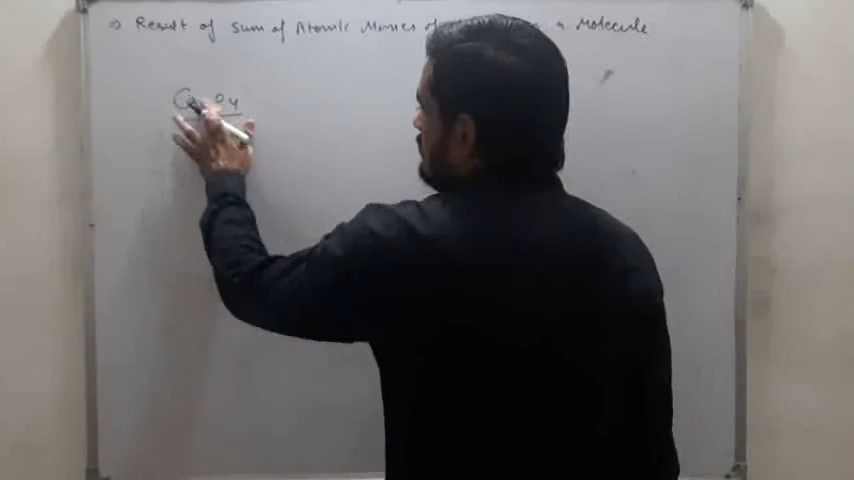 ⇒ Result of Sum of Atomic Masses of a Molecule
O4